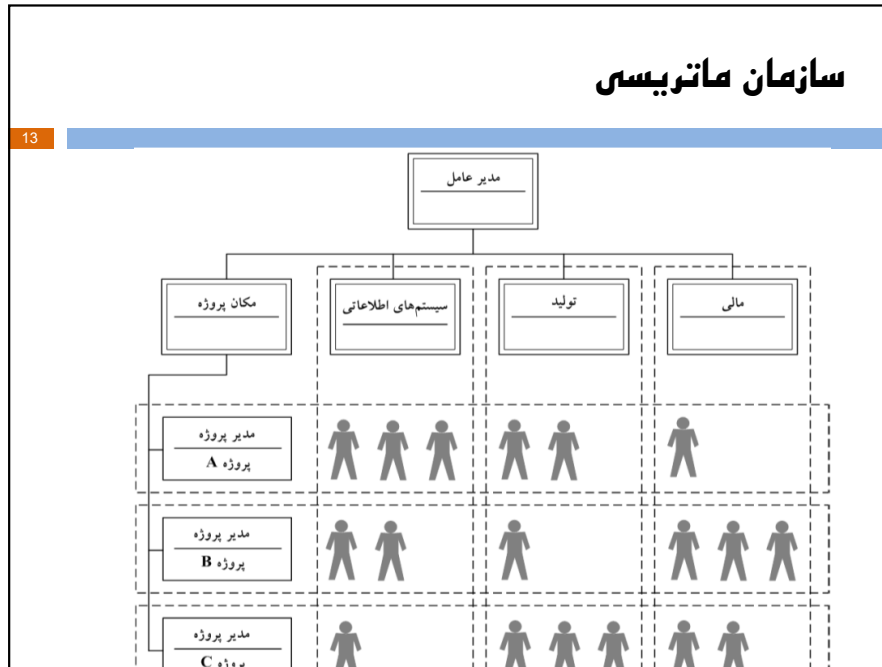 سازمان ماتریسی
13
مدیر عامل
مکان پروژه
سیستم‌های اطلاعاتی
تولید
مالی
مدیر پروژه
پروژه A
مدیر پروژه
پروژه B
مدیر پروژه
پروژه C